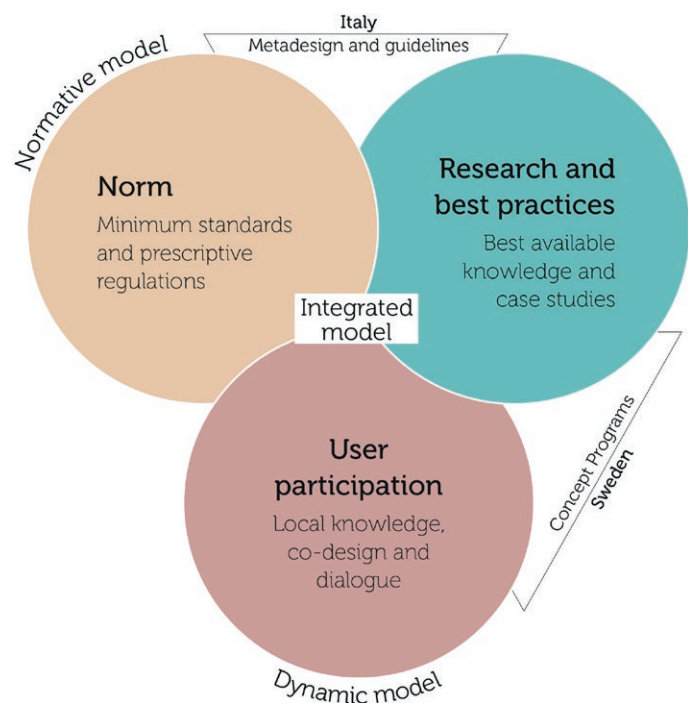 Italy
Metadesign and guidelines
Normative model
Norm
Minimum standards
and prescriptive
regulations
Research and
best practices
Best available
knowledge and
case studies
Integrated
model
User
participation
Local knowledge,
co-design and
dialogue
Concept Programs
Sweden
Dynamic model